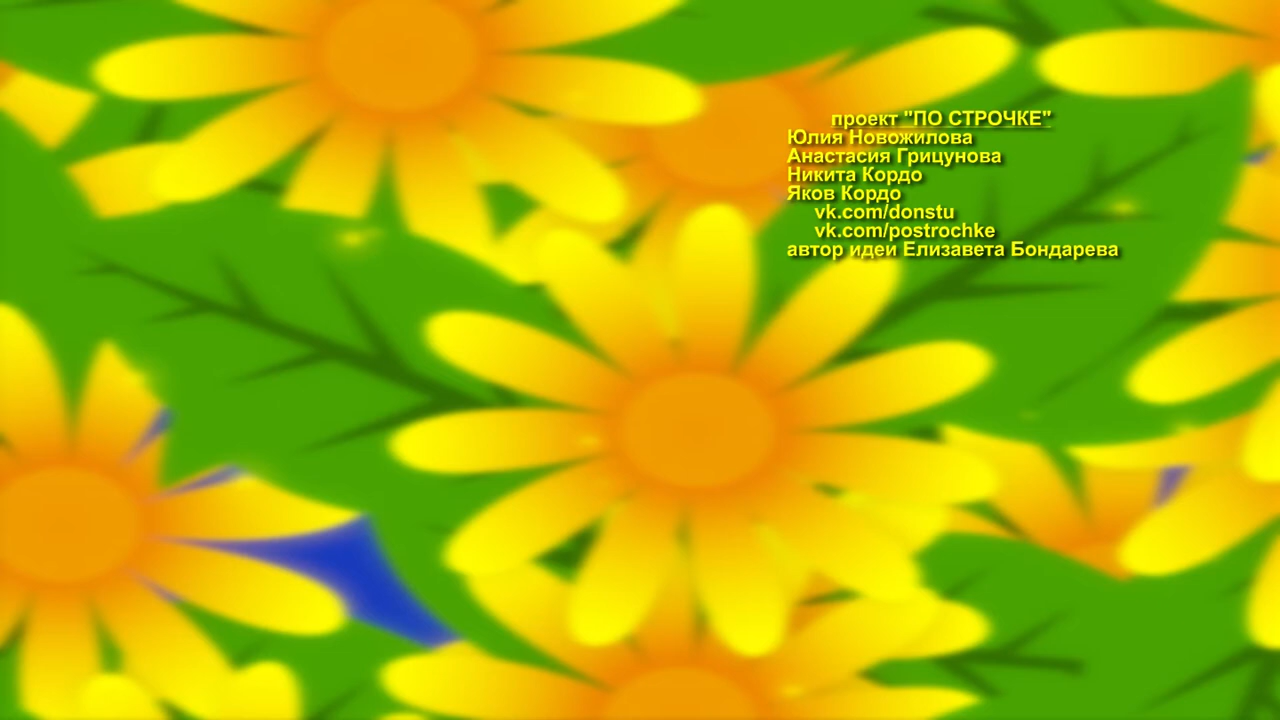 проект "ПО СТРОЧКЕ"
Юлия Новожилова
Анастасия Грицунова
Никита Кордо
Яков Кордо
vk.com/donstu
vk.com/postrochke
автор идеи Елизавета Бондарева